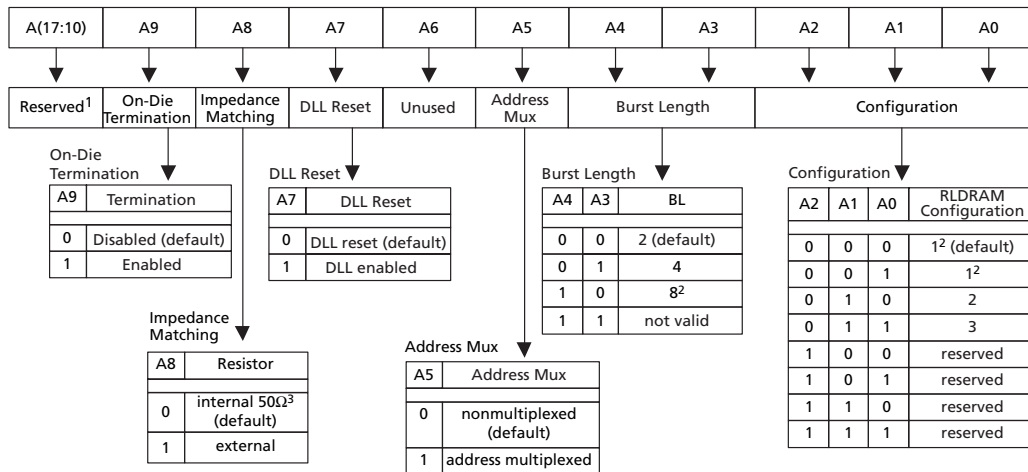 A(17:10) A9 A8 A7 A6 A5 A4 A3 A2 A1 A0
Reserved¹ On-Die Termination Impedance Matching DLL Reset Unused Address Mux Burst Length Configuration
On-Die
Termination
A9 Termination
0 Disabled (default)
1 Enabled
DLL Reset
A7 DLL Reset
0 DLL reset (default)
1 DLL enabled
Burst Length
A4 A3 BL
0 0 2 (default)
0 1 4
1 0 8²
1 1 not valid
Configuration
A2 A1 A0 RLDRAM Configuration
0 0 0 1² (default)
0 0 1 1²
0 1 0 2
0 1 1 3
1 0 0 reserved
1 0 1 reserved
1 1 0 reserved
1 1 1 reserved
Impedance
Matching
A8 Resistor
0 internal 50Ω³ (default)
1 external
Address Mux
A5 Address Mux
0 nonmultiplexed (default)
1 address multiplexed